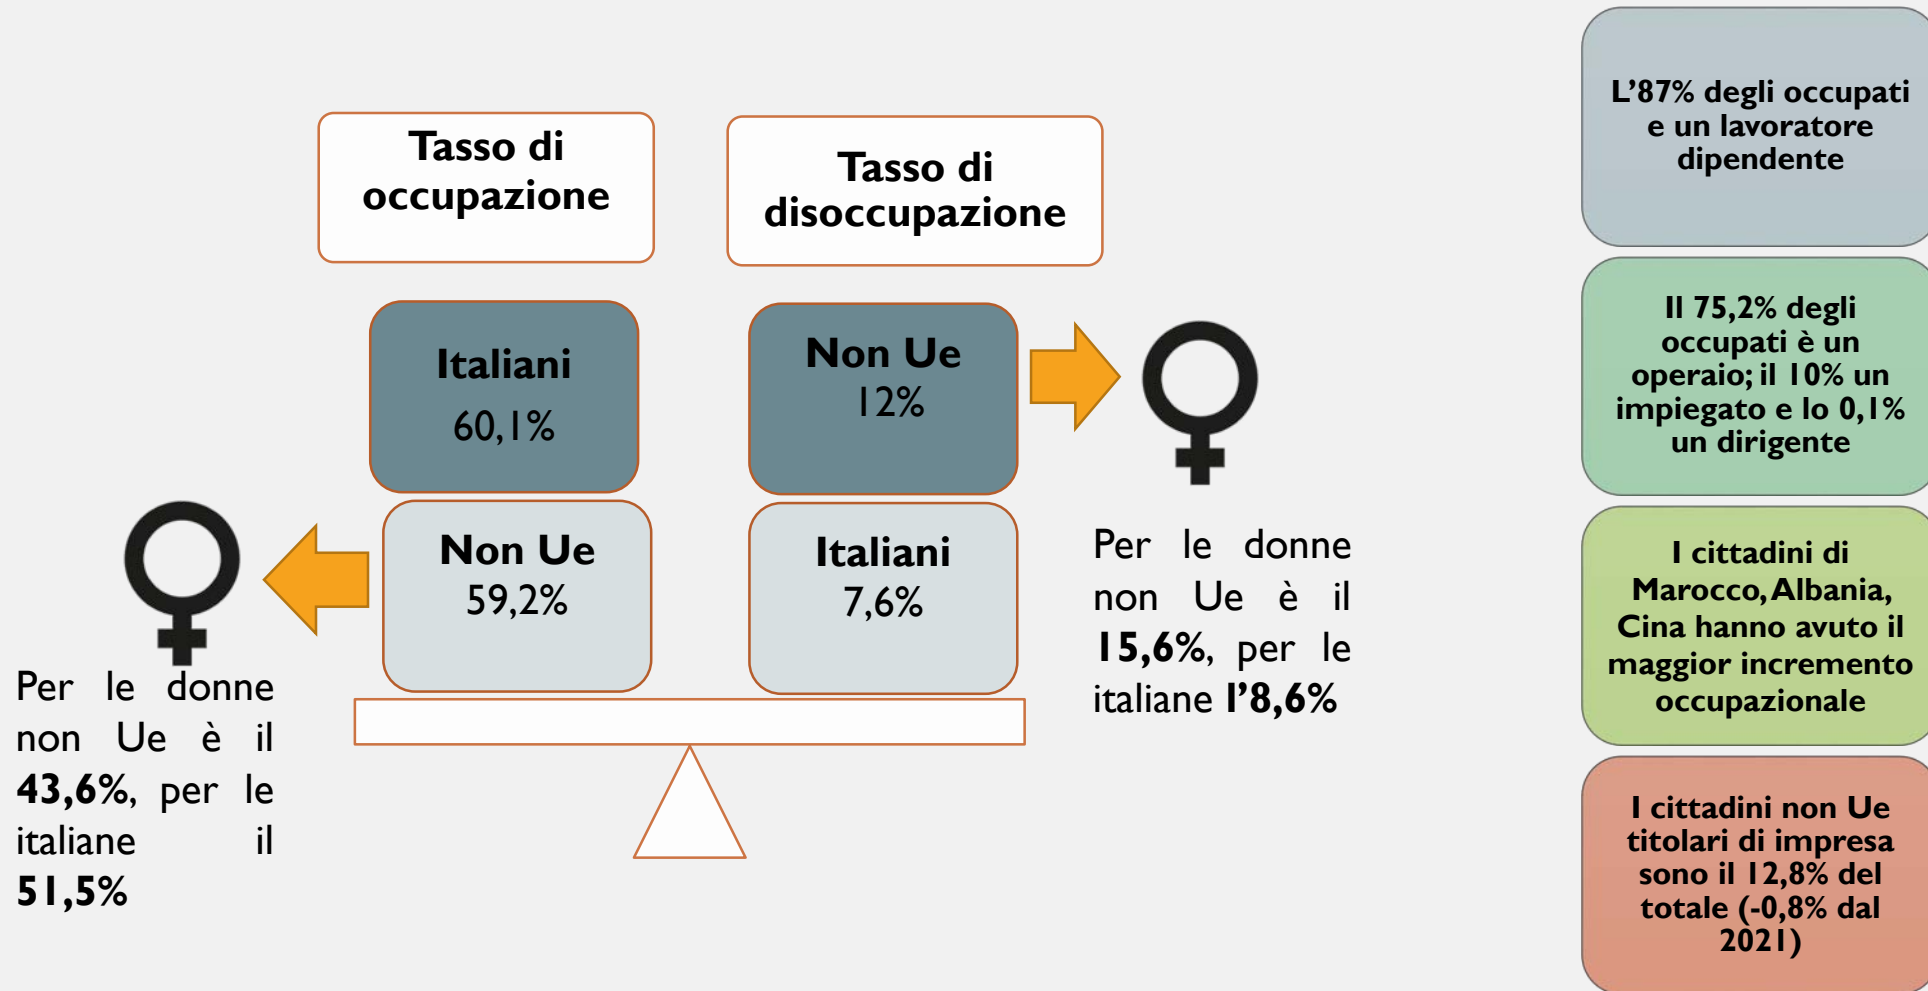 Tasso di
occupazione
Tasso di
disoccupazione
Italiani
60,1%
Non Ue
12%
Non Ue
59,2%
Italiani
7,6%
Per le donne
non Ue è il
43,6%, per le
italiane il
51,5%
Per le donne
non Ue è il
15,6%, per le
italiane l'8,6%
L'87% degli occupati
e un lavoratore
dipendente
Il 75,2% degli
occupati è un
operaio; il 10% un
impiegato e lo 0,1%
un dirigente
I cittadini di
Marocco, Albania,
Cina hanno avuto il
maggior incremento
occupazionale
I cittadini non Ue
titolari di impresa
sono il 12,8% del
totale (-0,8% dal
2021)